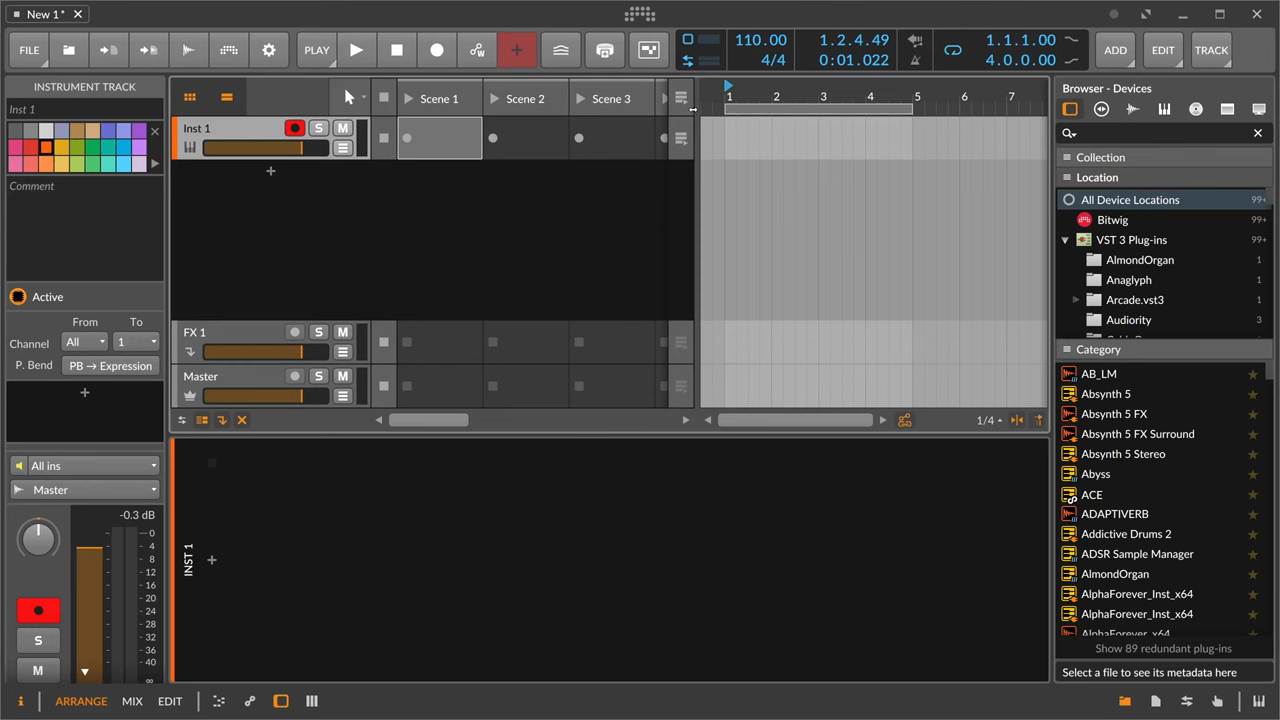 New 1*
FILE
PLAY
110.00
4/4
1.2.4.49
0:01.022
1.1.1.00
4.0.0.00
ADD
EDIT
TRACK
INSTRUMENT TRACK
Inst 1
Comment
Active
From
To
Channel
All
1
P. Bend
PB → Expression
All ins
Master
-0.3 dB
0
4
8
12
16
20
24
28
32
36
40
∞
S
M
Scene 1
Scene 2
Scene 3
Inst 1
S
M
FX 1
S
M
Master
S
M
1
2
3
4
5
6
7
1/4
INST 1
Browser - Devices
Collection
Location
All Device Locations 99+
Bitwig 99+
VST 3 Plug-ins 99+
AlmondOrgan 1
Anaglyph 1
Arcade.vst3 1
Audiority 3
Category
AB_LM
Absynth 5
Absynth 5 FX
Absynth 5 FX Surround
Absynth 5 Stereo
Abyss
ACE
ADAPTIVERB
Addictive Drums 2
ADSR Sample Manager
AlmondOrgan
AlphaForever_Inst_x64
AlphaForever_Inst_x64
AlphaForever_x64
Show 89 redundant plug-ins
Select a file to see its metadata here
i
ARRANGE
MIX
EDIT